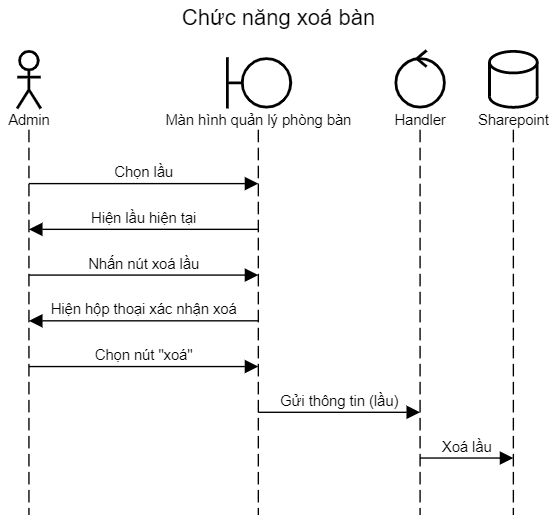 Chức năng xoá bàn
Admin
Màn hình quản lý phòng bàn
Handler
Sharepoint
Chọn lầu
Hiện lầu hiện tại
Nhấn nút xoá lầu
Hiện hộp thoại xác nhận xoá
Chọn nút "xoá"
Gửi thông tin (lầu)
Xoá lầu